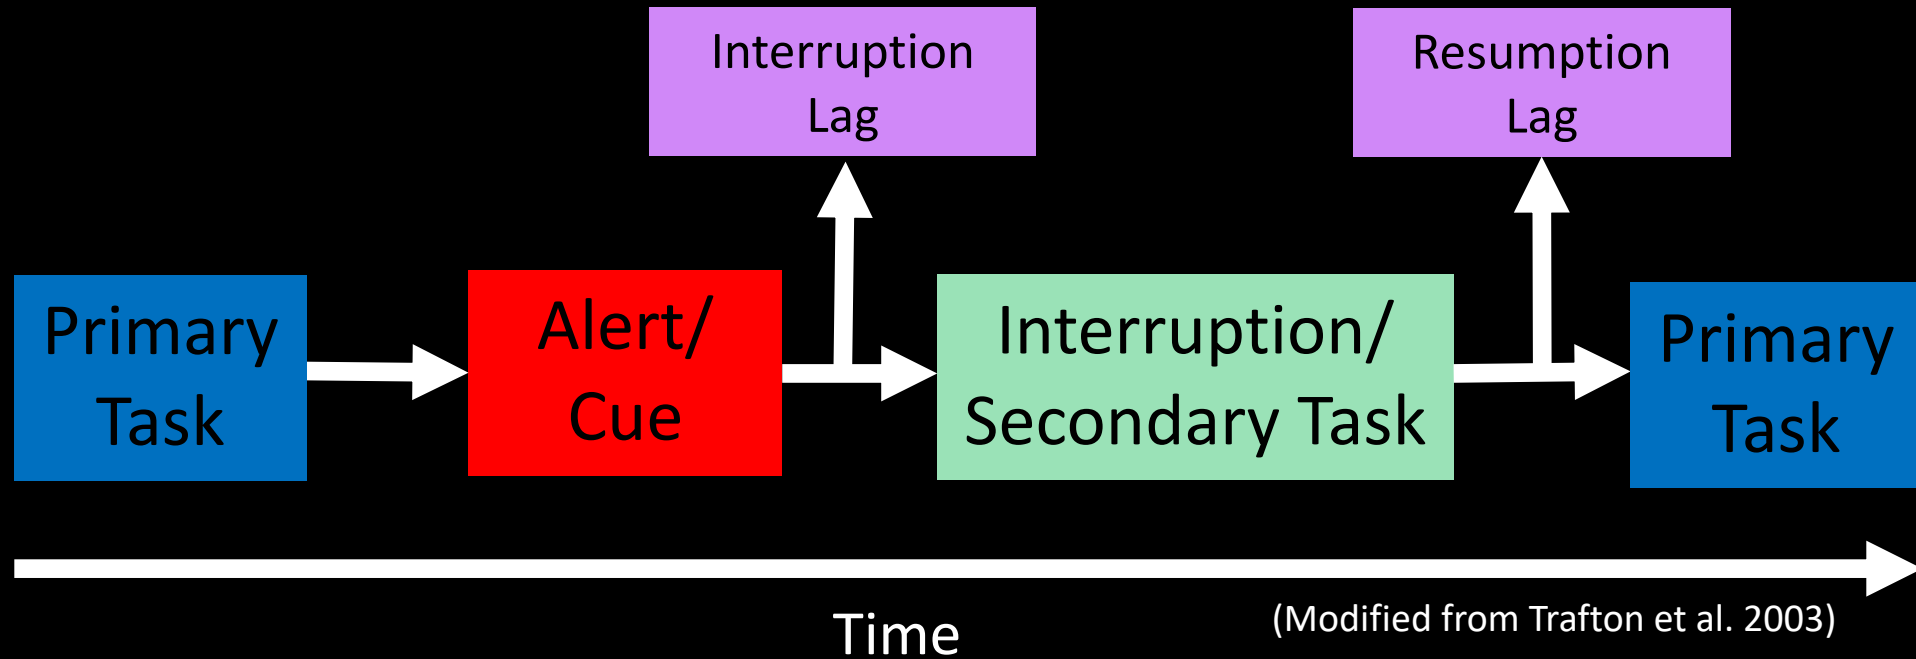 Interruption
Lag
Resumption
Lag
Primary
Task
Alert/
Cue
Interruption/
Secondary Task
Primary
Task
Time
(Modified from Trafton et al. 2003)